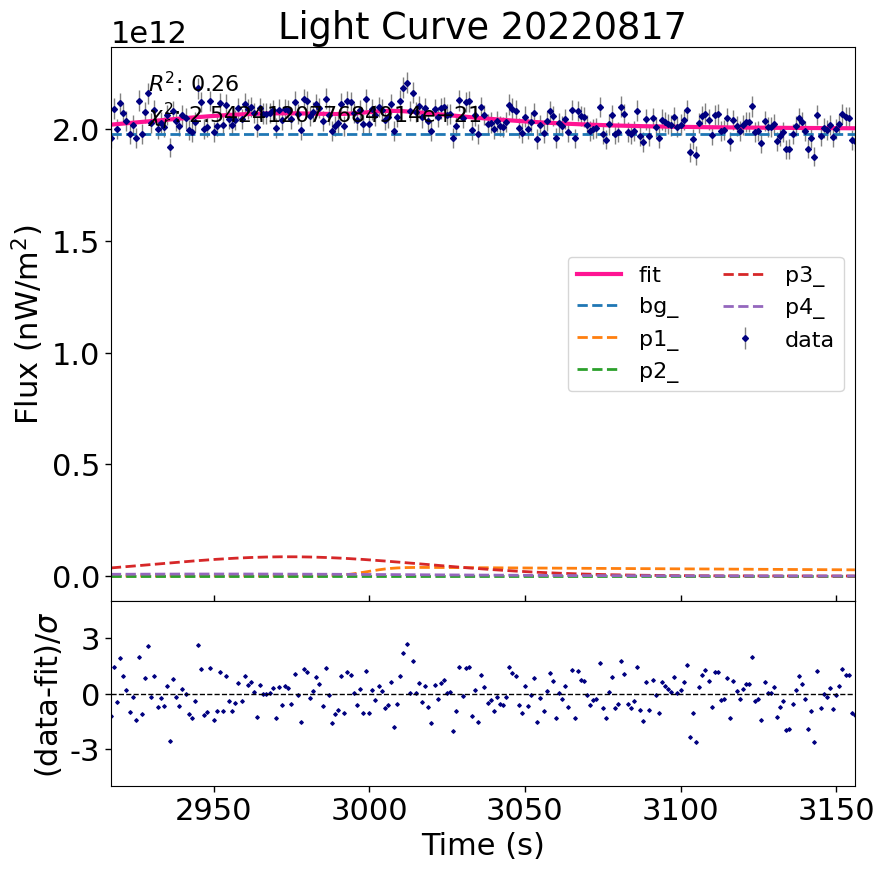 Light Curve 20220817
1e12
R²: 0.26
2.0
1.5
1.0
0.5
0.0
Flux (nW/m²)
fit
bg_
p1_
p2_
p3_
p4_
data
3
0
-3
(data-fit)/σ
2950 3000 3050 3100 3150
Time (s)